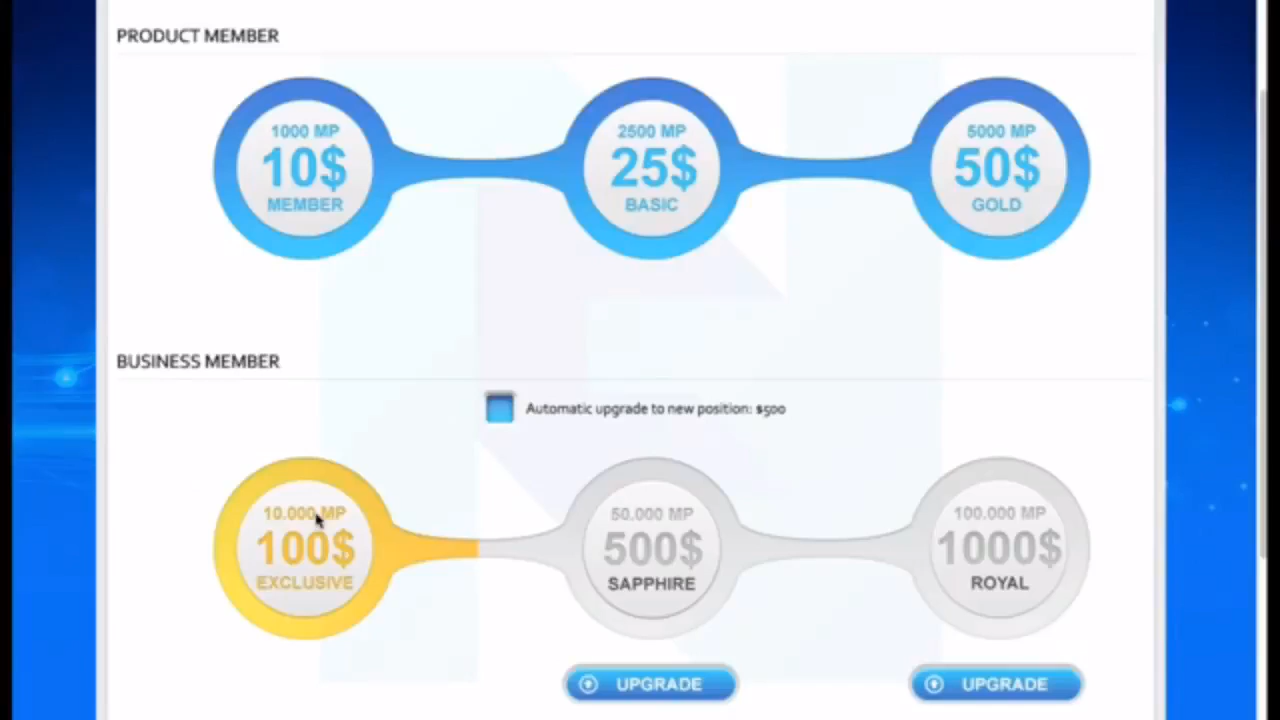 PRODUCT MEMBER
1000 MP
10$
MEMBER
2500 MP
25$
BASIC
5000 MP
50$
GOLD
BUSINESS MEMBER
Automatic upgrade to new position: $500
10.000 MP
100$
EXCLUSIVE
50.000 MP
500$
SAPPHIRE
100.000 MP
1000$
ROYAL
UPGRADE
UPGRADE